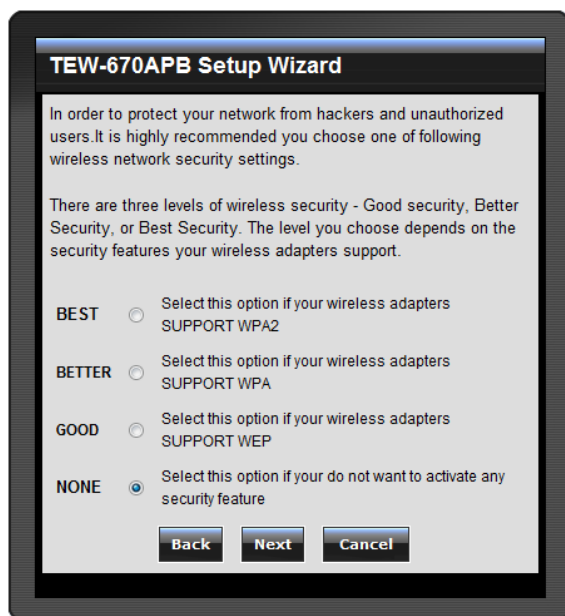 TEW-670APB Setup Wizard
In order to protect your network from hackers and unauthorized
users.It is highly recommended you choose one of following
wireless network security settings.
There are three levels of wireless security - Good security, Better
Security, or Best Security. The level you choose depends on the
security features your wireless adapters support.
BEST Select this option if your wireless adapters
SUPPORT WPA2
BETTER Select this option if your wireless adapters
SUPPORT WPA
GOOD Select this option if your wireless adapters
SUPPORT WEP
NONE Select this option if your do not want to activate any
security feature
Back Next Cancel